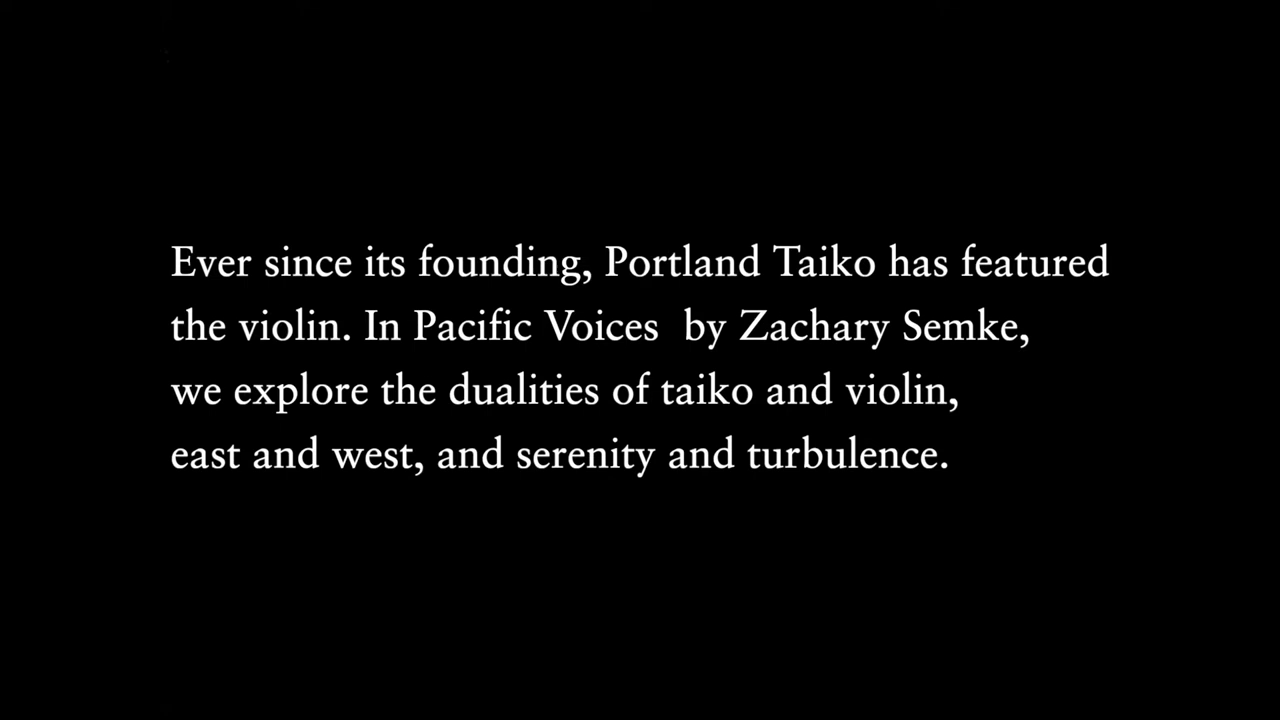 Ever since its founding, Portland Taiko has featured
the violin. In Pacific Voices  by Zachary Semke,
we explore the dualities of taiko and violin,
east and west, and serenity and turbulence.